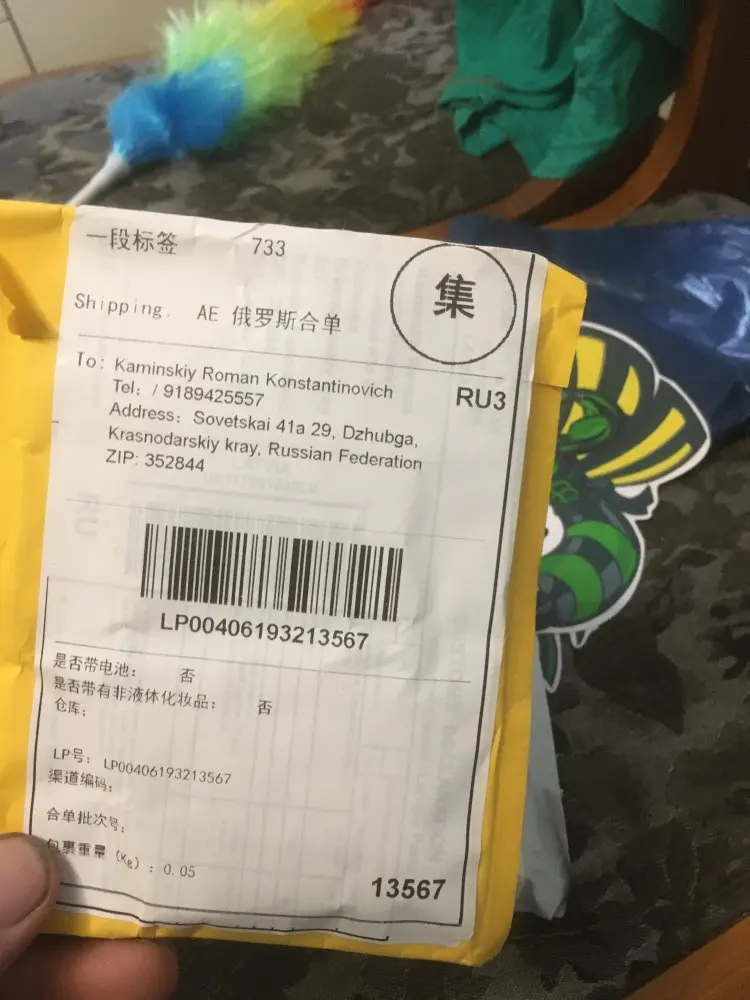 一段标签 733
集
Shipping. AE 俄罗斯合单
To: Kaminskiy Roman Konstantinovich
RU3
Tel: / 9189425557
Address: Sovetskai 41a 29, Dzhubga,
Krasnodarskiy kray, Russian Federation
ZIP: 352844
LP00406193213567
是否带电池： 否
是否带有非液体化妆品： 否
仓库：
LP号： LP00406193213567
渠道编码：
合单批次号：
包裹重量 (Kg) : 0.05
13567